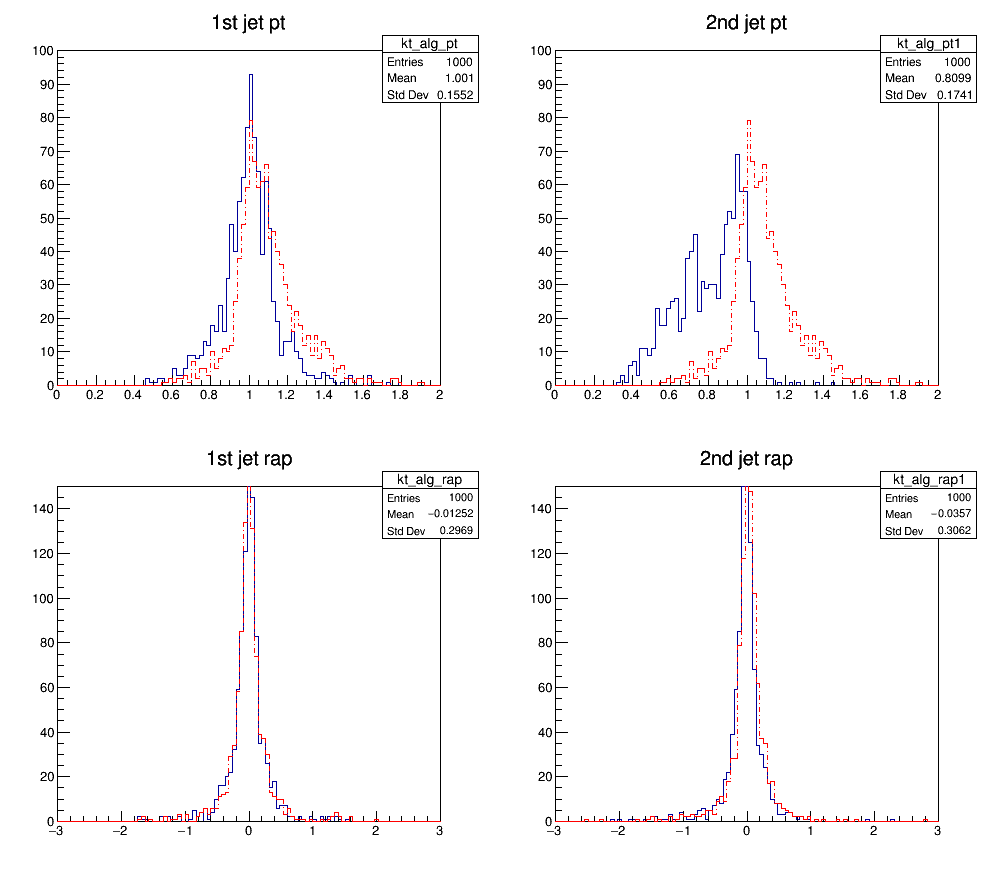 1st jet pt
kt_alg_pt
Entries 1000
Mean 1.001
Std Dev 0.1552
100
90
80
70
60
50
40
30
20
10
0
0 0.2 0.4 0.6 0.8 1 1.2 1.4 1.6 1.8 2
2nd jet pt
kt_alg_pt1
Entries 1000
Mean 0.8099
Std Dev 0.1741
100
90
80
70
60
50
40
30
20
10
0
0 0.2 0.4 0.6 0.8 1 1.2 1.4 1.6 1.8 2
1st jet rap
kt_alg_rap
Entries 1000
Mean −0.01252
Std Dev 0.2969
140
120
100
80
60
40
20
0
−3 −2 −1 0 1 2 3
2nd jet rap
kt_alg_rap1
Entries 1000
Mean −0.0357
Std Dev 0.3062
140
120
100
80
60
40
20
0
−3 −2 −1 0 1 2 3